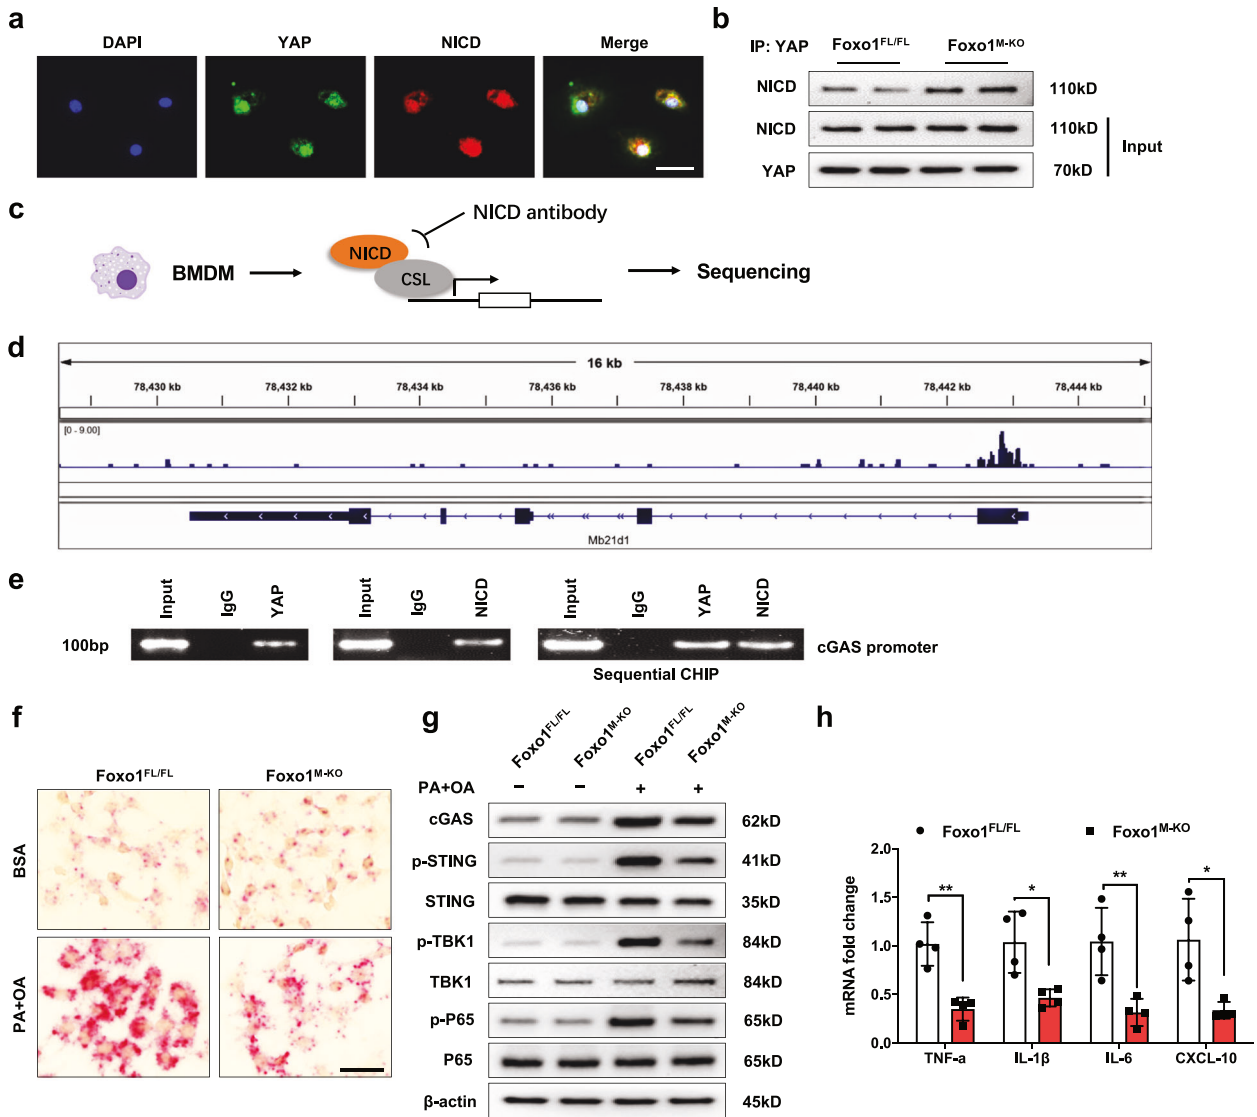 a
DAPI YAP NICD Merge
b
IP: YAP Foxo1FL/FL Foxo1M-KO
NICD 110kD
NICD 110kD
YAP 70kD
Input
c
BMDM
NICD
CSL
NICD antibody
Sequencing
d
16 kb
78,430 kb 78,432 kb 78,434 kb 78,436 kb 78,438 kb 78,440 kb 78,442 kb 78,444 kb
[0 - 9.00]
Mb21d1
e
Input IgG YAP Input IgG NICD Input IgG YAP NICD
100bp
cGAS promoter
Sequential CHIP
f
Foxo1FL/FL Foxo1M-KO
BSA
PA+OA
g
Foxo1FL/FL Foxo1M-KO Foxo1FL/FL Foxo1M-KO
PA+OA − − + +
cGAS 62kD
p-STING 41kD
STING 35kD
p-TBK1 84kD
TBK1 84kD
p-P65 65kD
P65 65kD
β-actin 45kD
h
Foxo1FL/FL Foxo1M-KO
mRNA fold change
2.0
1.5
1.0
0.5
0.0
** * ** *
TNF-a IL-1β IL-6 CXCL-10